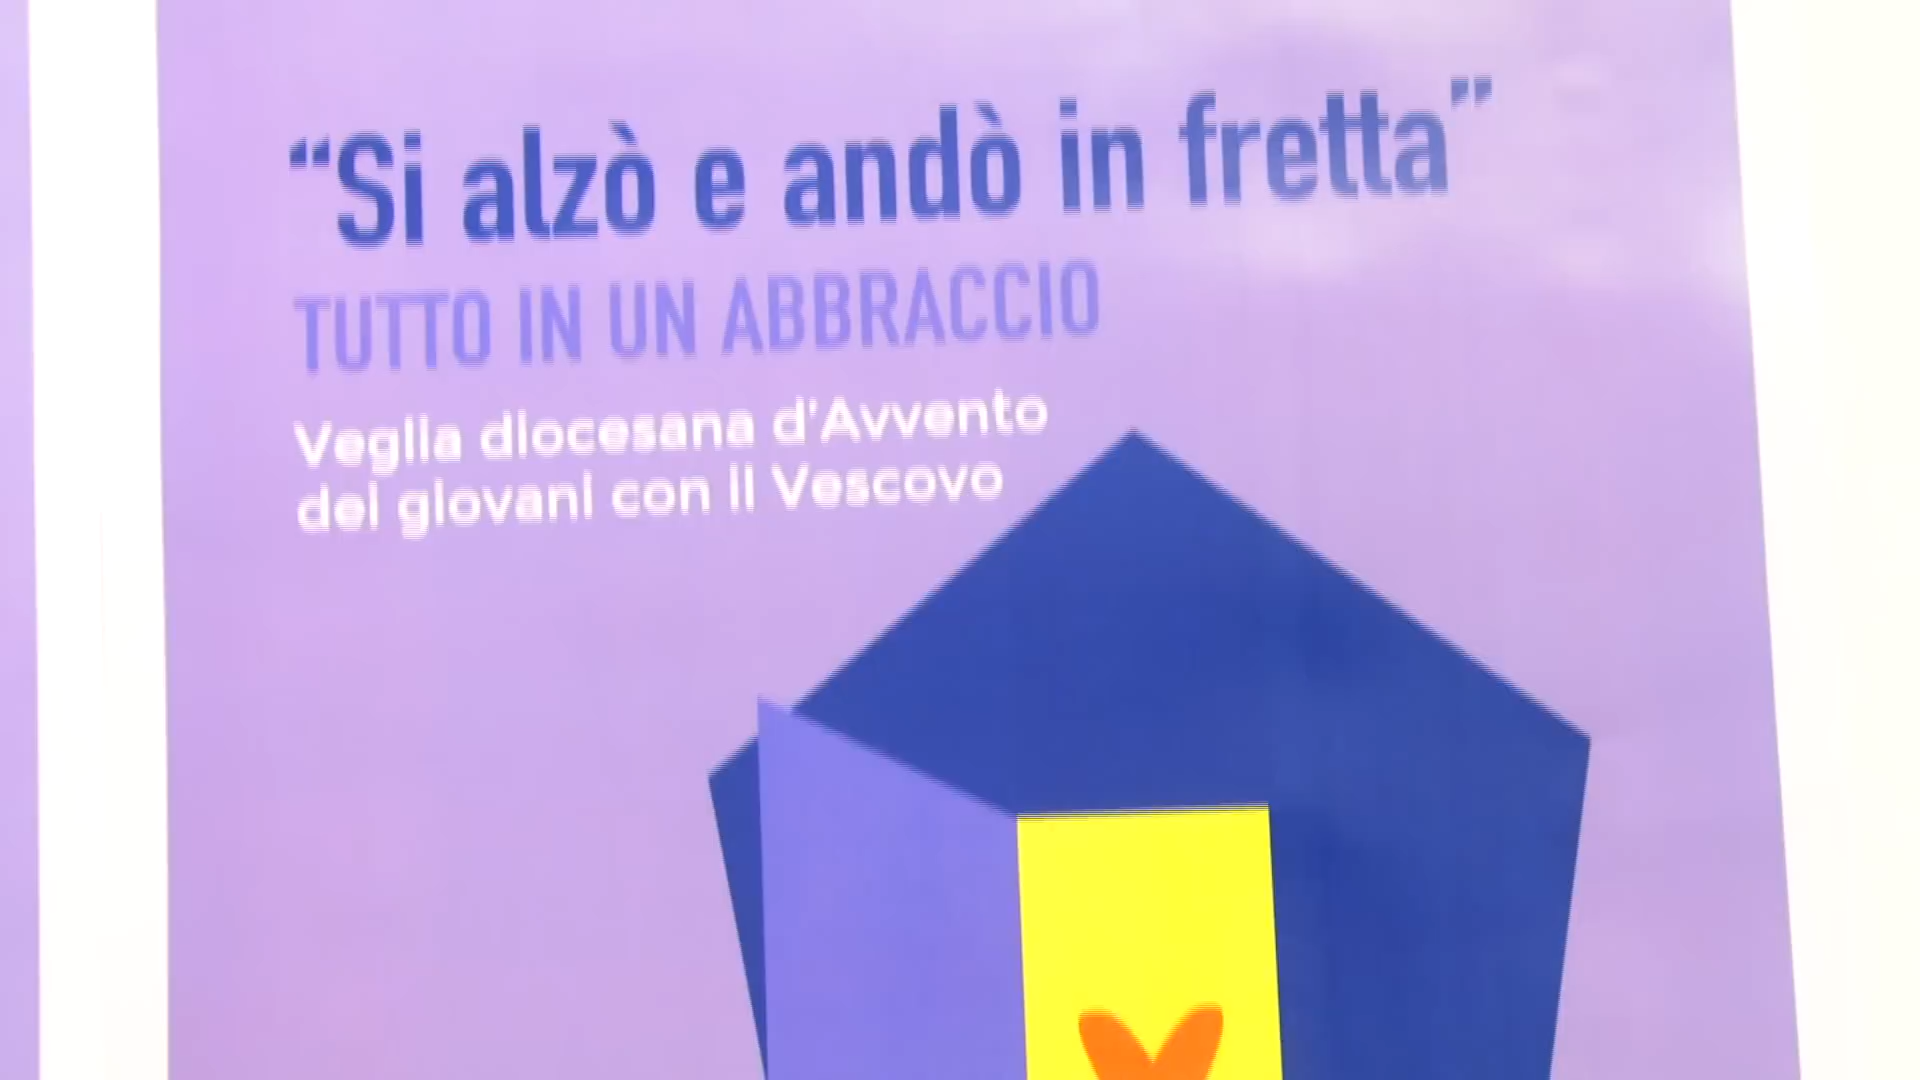 “Si alzò e andò in fretta”
TUTTO IN UN ABBRACCIO
Veglia diocesana d'Avvento
dei giovani con il Vescovo